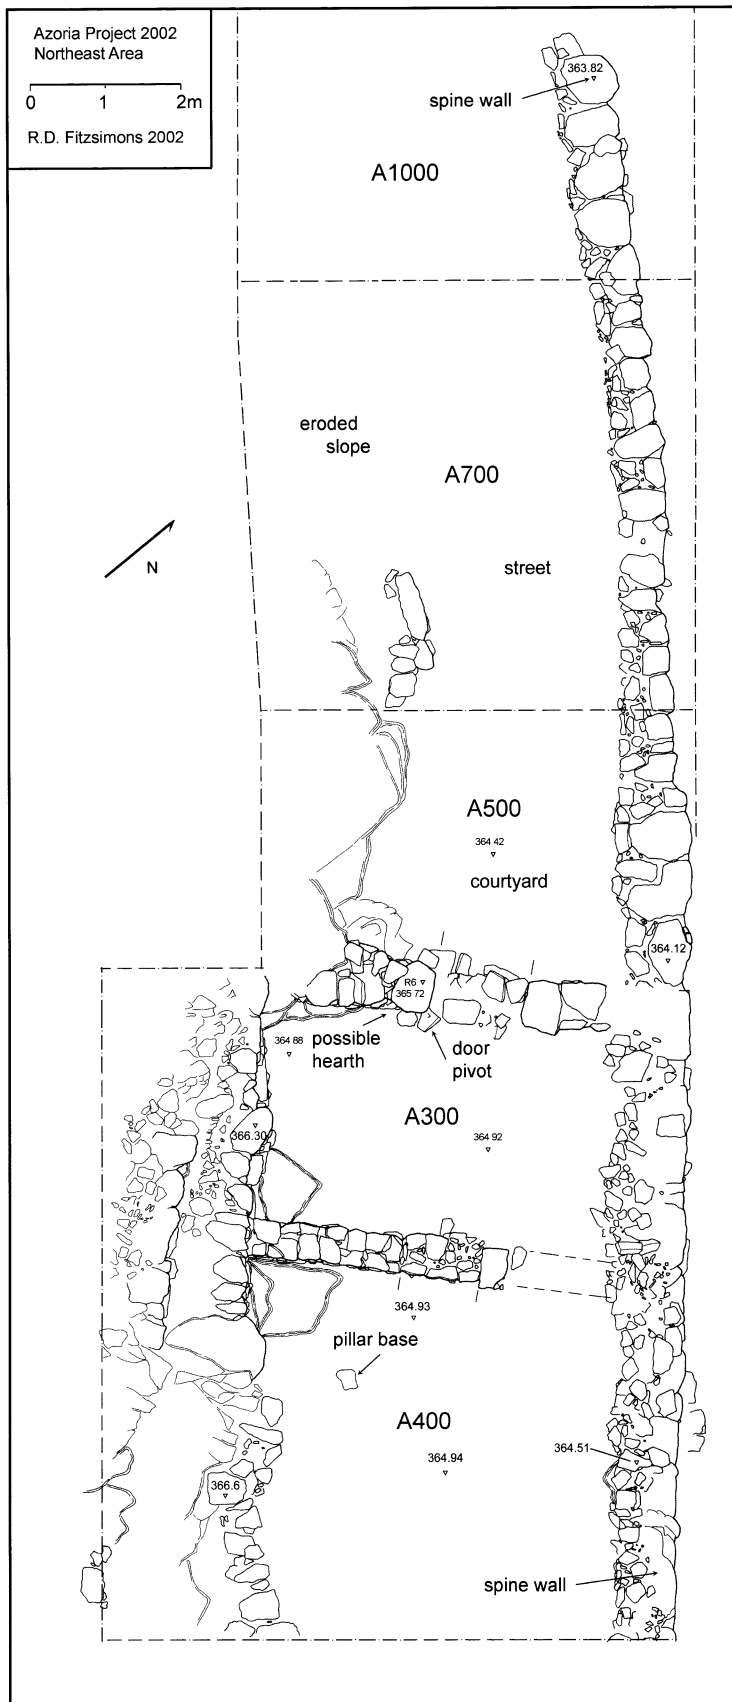 Azoria Project 2002
Northeast Area
0 1 2m
R.D. Fitzsimons 2002
363.82
spine wall
A1000
eroded
slope
A700
street
N
A500
364 42
courtyard
364.12
R6
365 72
possible
hearth
door
pivot
364 88
A300
366.30
364 92
364.93
pillar base
A400
364.51
364.94
366.6
spine wall